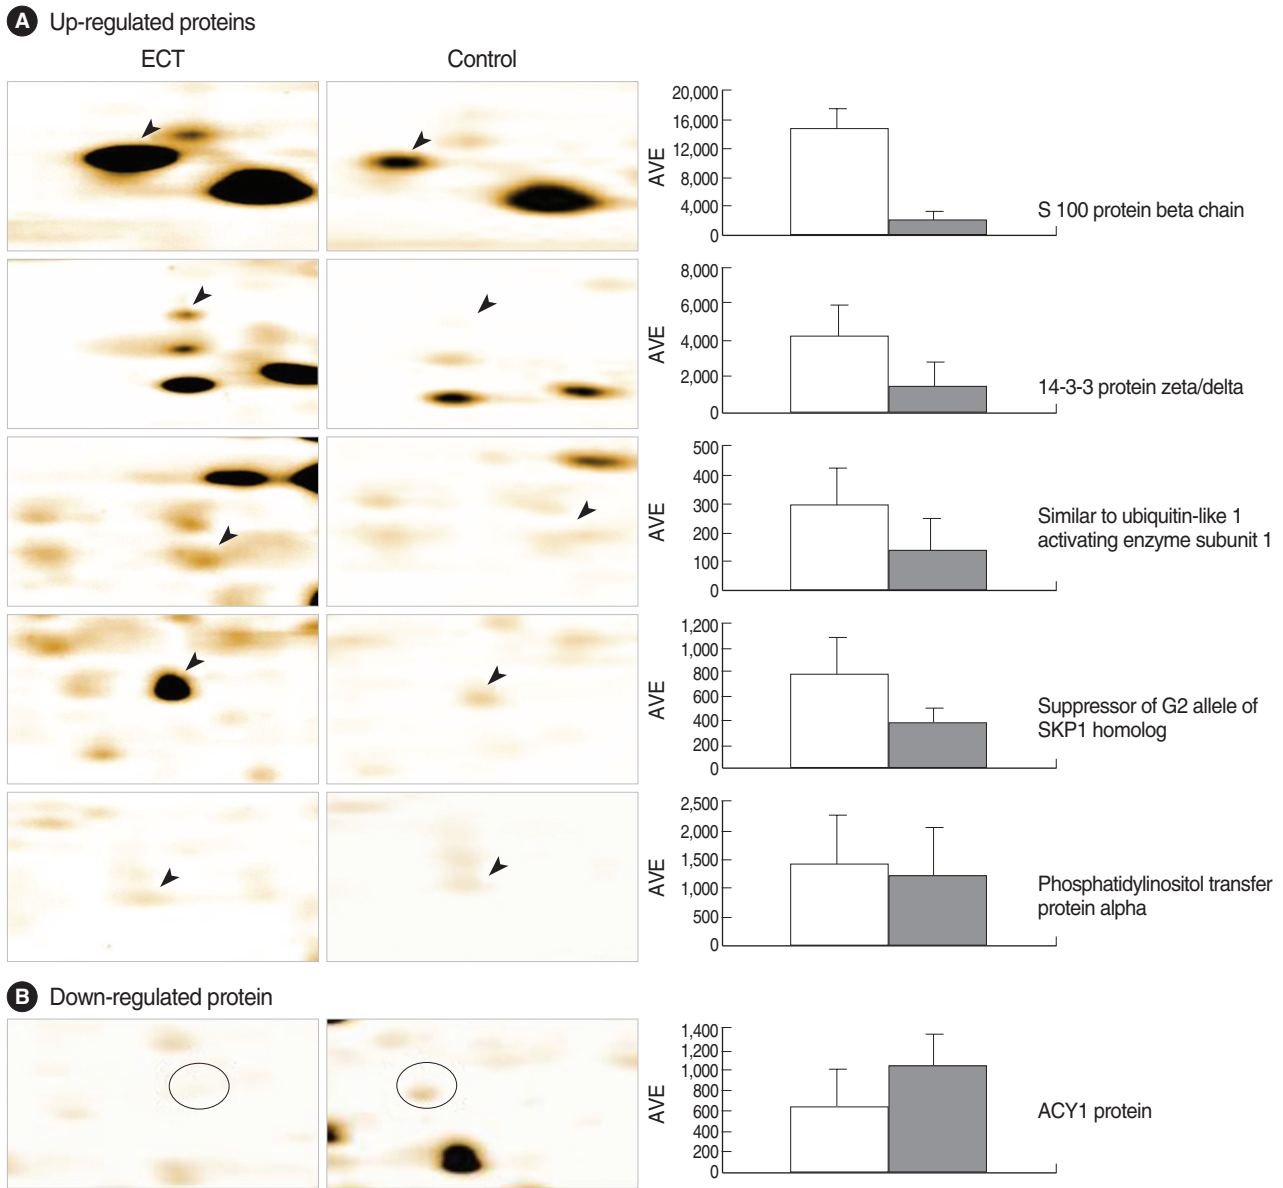 A Up-regulated proteins
ECT
Control
20,000
16,000
12,000
8,000
4,000
0
AVE
S 100 protein beta chain
8,000
6,000
4,000
2,000
0
AVE
14-3-3 protein zeta/delta
500
400
300
200
100
0
AVE
Similar to ubiquitin-like 1
activating enzyme subunit 1
1,200
1,000
800
600
400
200
0
AVE
Suppressor of G2 allele of
SKP1 homolog
2,500
2,000
1,500
1,000
500
0
AVE
Phosphatidylinositol transfer
protein alpha
B Down-regulated protein
1,400
1,200
1,000
800
600
400
200
0
AVE
ACY1 protein